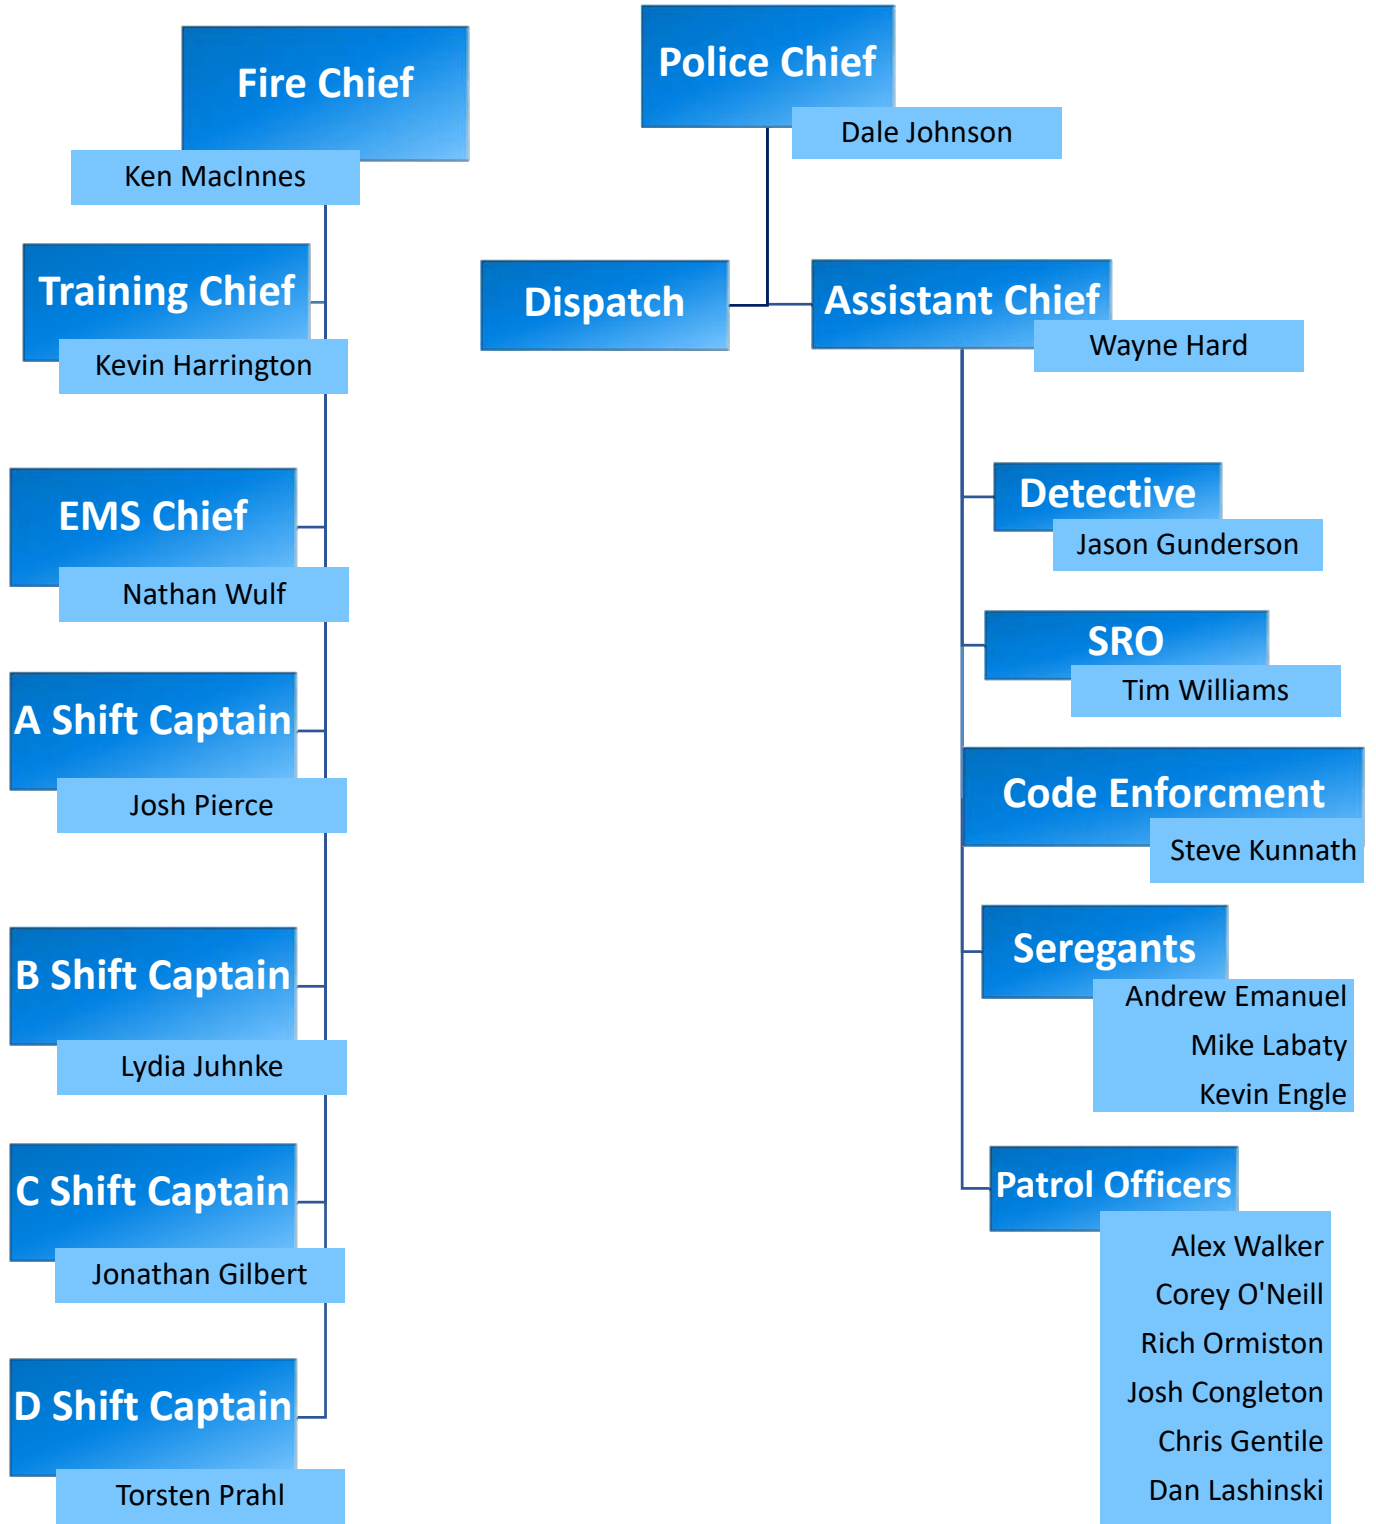 Fire Chief
Ken MacInnes
Training Chief
Kevin Harrington
EMS Chief
Nathan Wulf
A Shift Captain
Josh Pierce
B Shift Captain
Lydia Juhnke
C Shift Captain
Jonathan Gilbert
D Shift Captain
Torsten Prahl
Police Chief
Dale Johnson
Dispatch
Assistant Chief
Wayne Hard
Detective
Jason Gunderson
SRO
Tim Williams
Code Enforcment
Steve Kunnath
Seregants
Andrew Emanuel
Mike Labaty
Kevin Engle
Patrol Officers
Alex Walker
Corey O'Neill
Rich Ormiston
Josh Congleton
Chris Gentile
Dan Lashinski